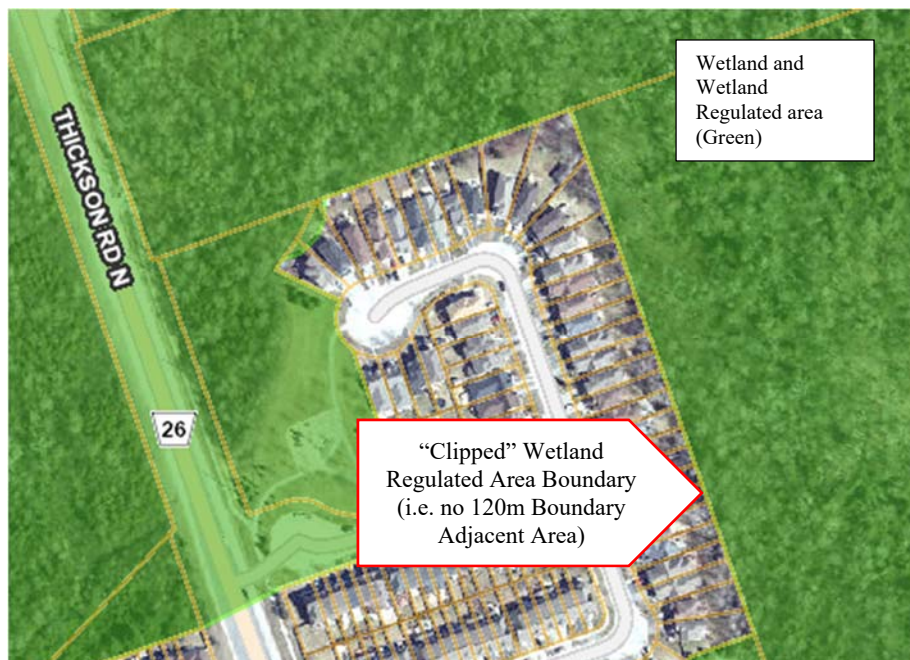 Wetland and
Wetland
Regulated area
(Green)
THICKSON RD N
26
“Clipped” Wetland
Regulated Area Boundary
(i.e. no 120m Boundary
Adjacent Area)